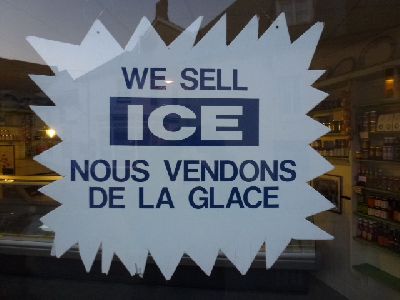 WE SELL
ICE
NOUS VENDONS
DE LA GLACE